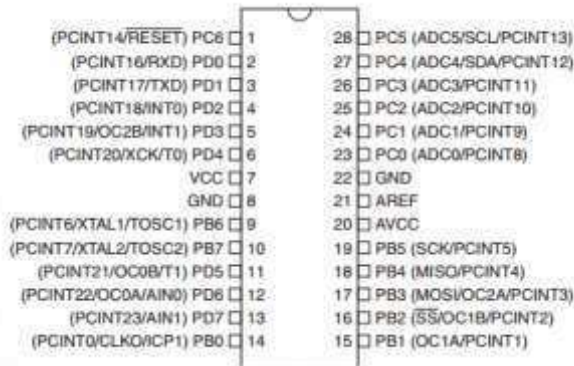 (PCINT14/RESET) PC6 1
(PCINT16/RXD) PD0 2
(PCINT17/TXD) PD1 3
(PCINT18/INT0) PD2 4
(PCINT19/OC2B/INT1) PD3 5
(PCINT20/XCK/T0) PD4 6
VCC 7
GND 8
(PCINT6/XTAL1/TOSC1) PB6 9
(PCINT7/XTAL2/TOSC2) PB7 10
(PCINT21/OC0B/T1) PD5 11
(PCINT22/OC0A/AIN0) PD6 12
(PCINT23/AIN1) PD7 13
(PCINT0/CLKO/ICP1) PB0 14
28 PC5 (ADC5/SCL/PCINT13)
27 PC4 (ADC4/SDA/PCINT12)
26 PC3 (ADC3/PCINT11)
25 PC2 (ADC2/PCINT10)
24 PC1 (ADC1/PCINT9)
23 PC0 (ADC0/PCINT8)
22 GND
21 AREF
20 AVCC
19 PB5 (SCK/PCINT5)
18 PB4 (MISO/PCINT4)
17 PB3 (MOSI/OC2A/PCINT3)
16 PB2 (SS/OC1B/PCINT2)
15 PB1 (OC1A/PCINT1)